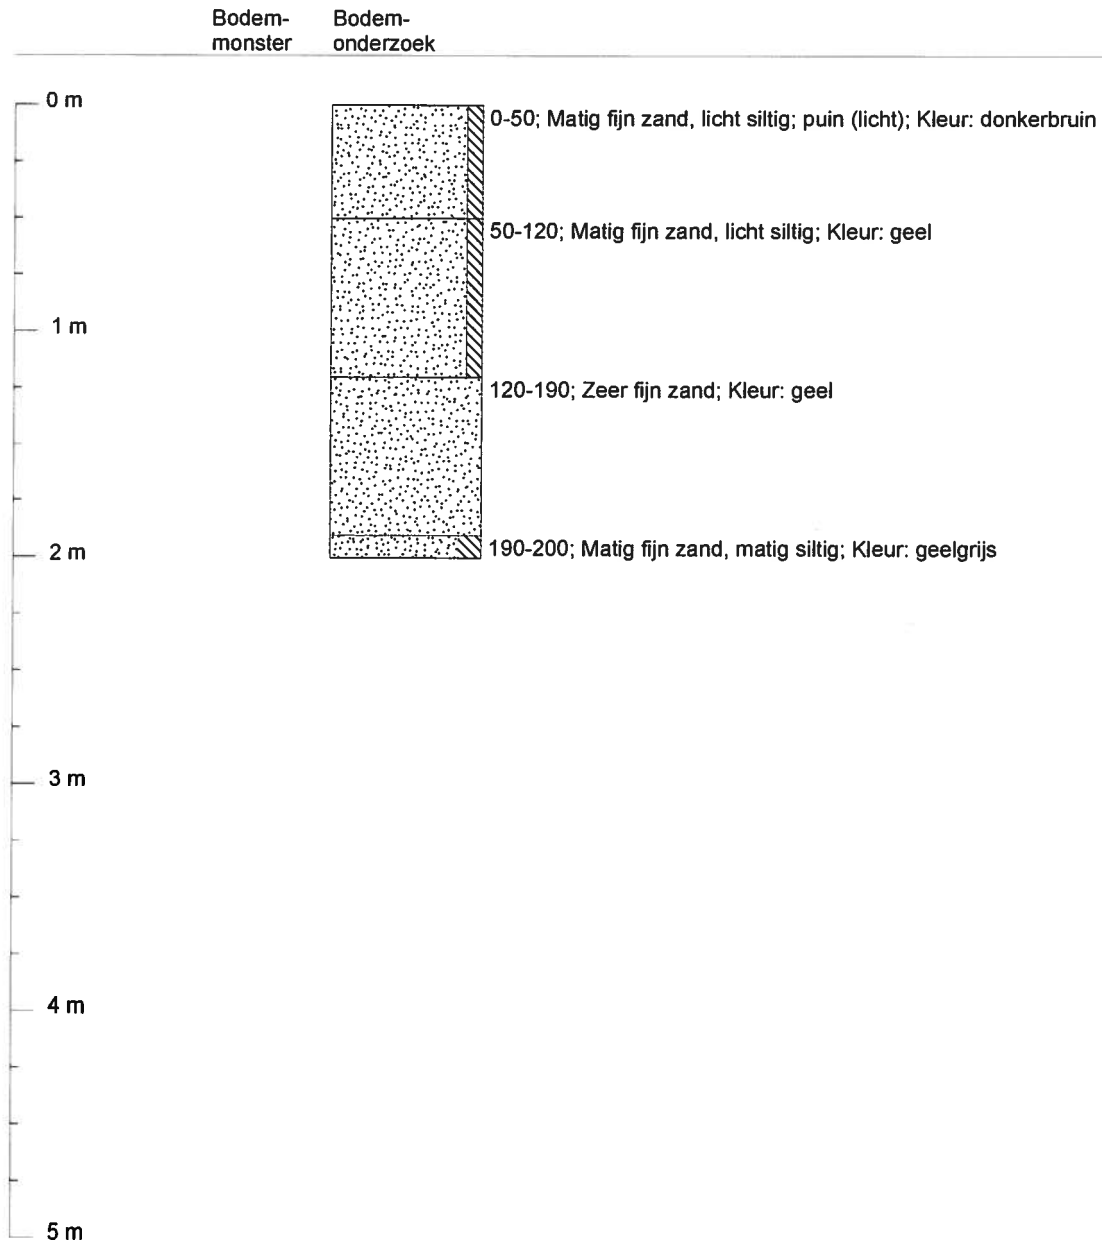 Bodem-
monster
Bodem-
onderzoek
0 m
0-50; Matig fijn zand, licht siltig; puin (licht); Kleur: donkerbruin
50-120; Matig fijn zand, licht siltig; Kleur: geel
1 m
120-190; Zeer fijn zand; Kleur: geel
2 m
190-200; Matig fijn zand, matig siltig; Kleur: geelgrijs
3 m
4 m
5 m